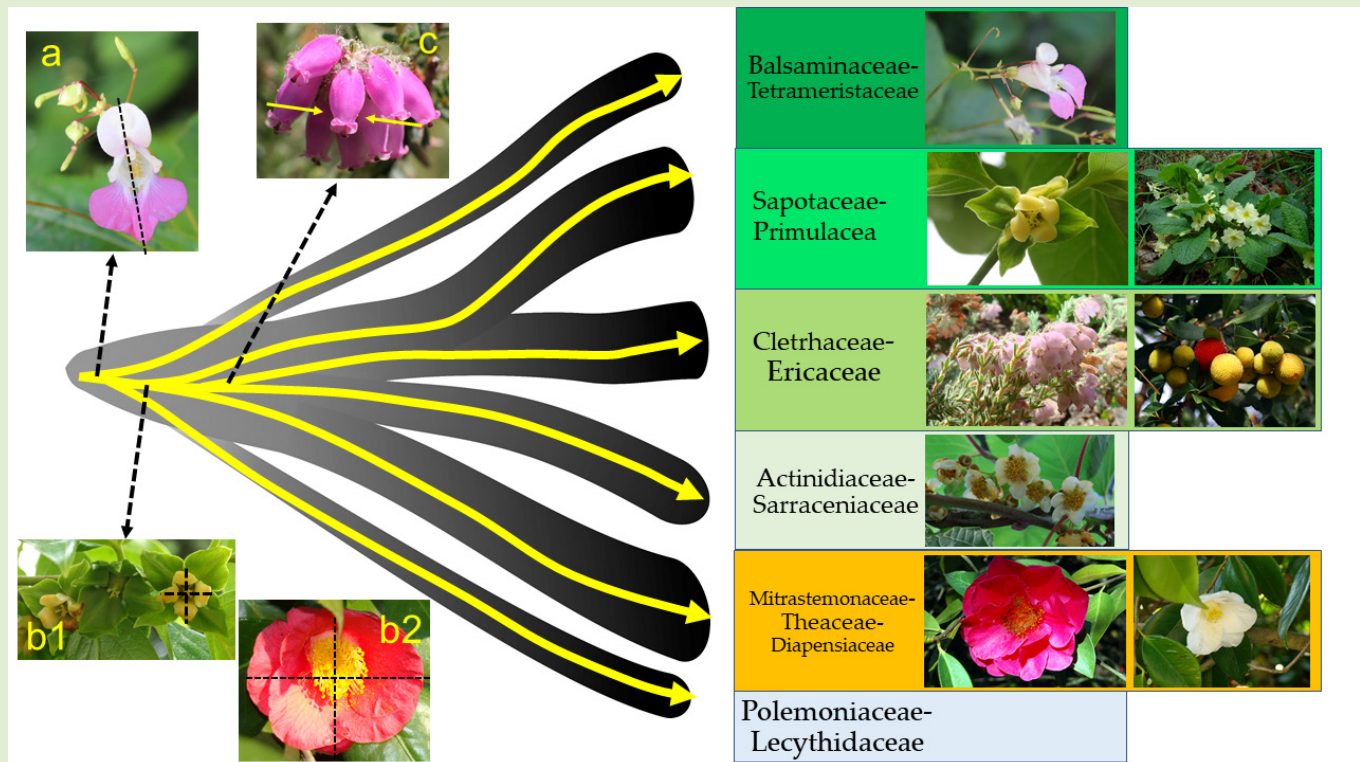 a
c
b1
b2
Balsaminaceae-
Tetrameristaceae
Sapotaceae-
Primulacea
Cletrhaceae-
Ericaceae
Actinidiaceae-
Sarraceniaceae
Mitrastemonaceae-
Theaceae-
Diapensiaceae
Polemoniaceae-
Lecythidaceae